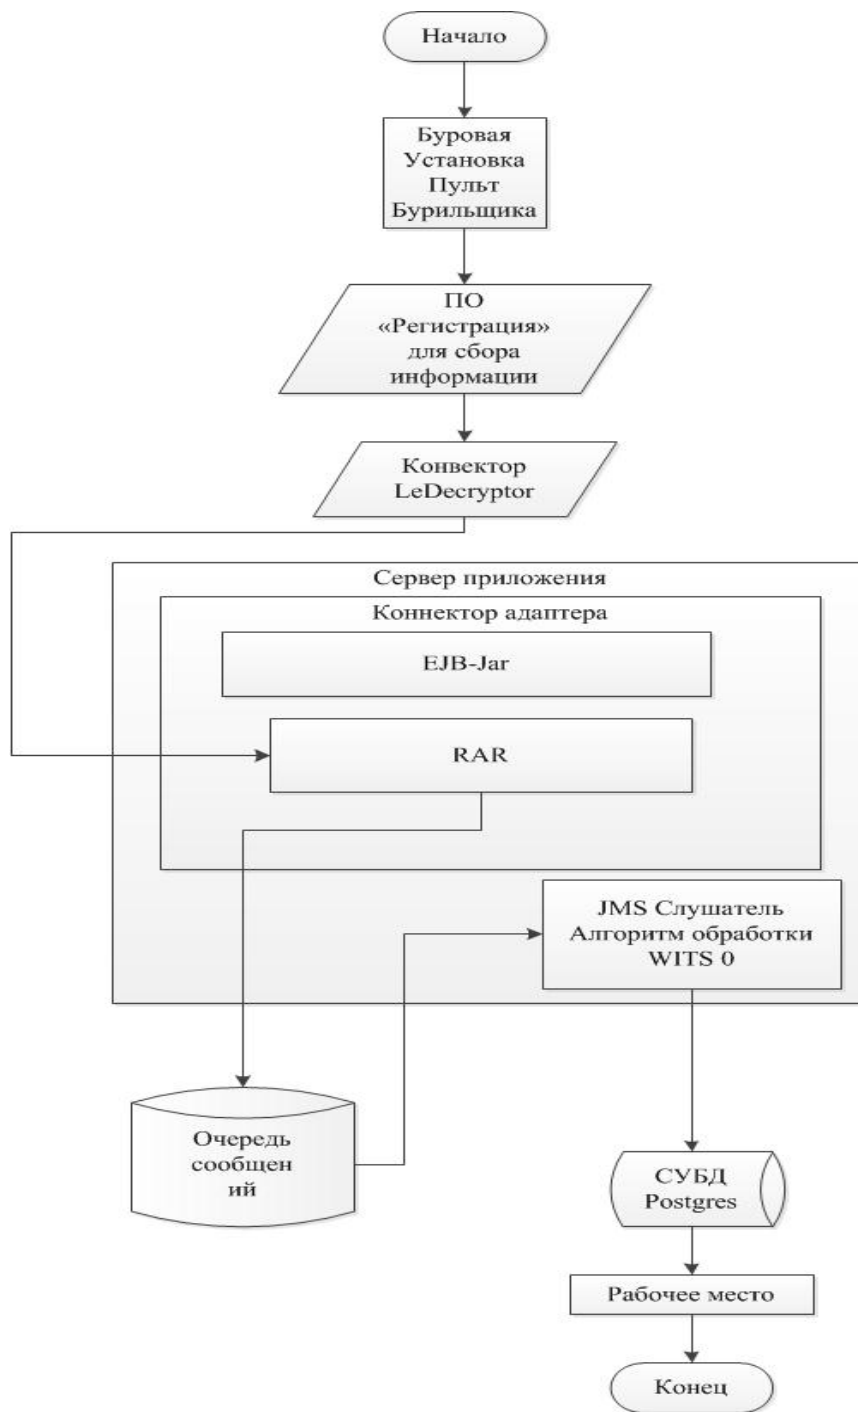 Начало
Буровая
Установка
Пульт
Бурильщика
ПО
«Регистрация»
для сбора
информации
Конвектор
LeDecryptor
Сервер приложения
Коннектор адаптера
EJB-Jar
RAR
JMS Слушатель
Алгоритм обработки
WITS 0
Очередь
сообщен
ий
СУБД
Postgres
Рабочее место
Конец